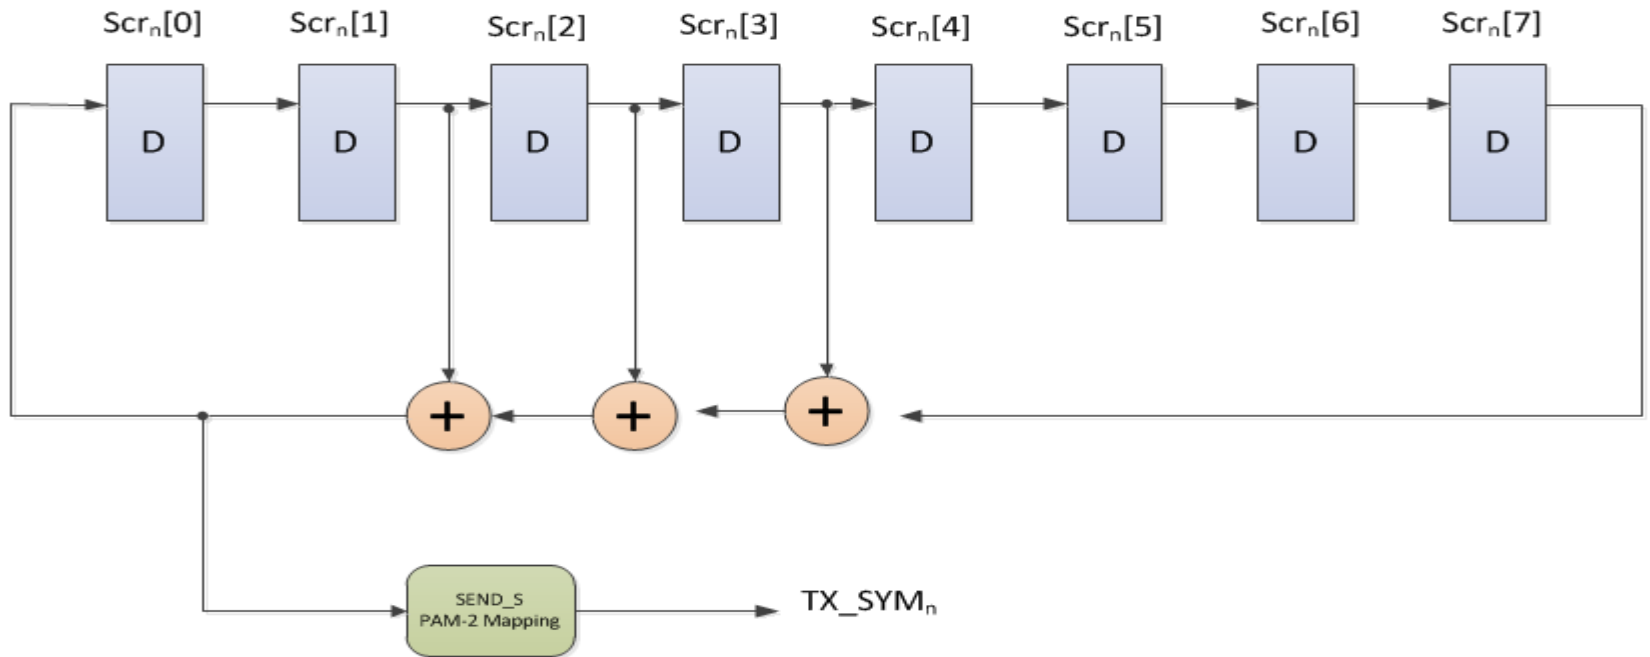 Scrₙ[0] Scrₙ[1] Scrₙ[2] Scrₙ[3] Scrₙ[4] Scrₙ[5] Scrₙ[6] Scrₙ[7]
D D D D D D D D
+ + +
SEND_S
PAM-2 Mapping
TX_SYMₙ